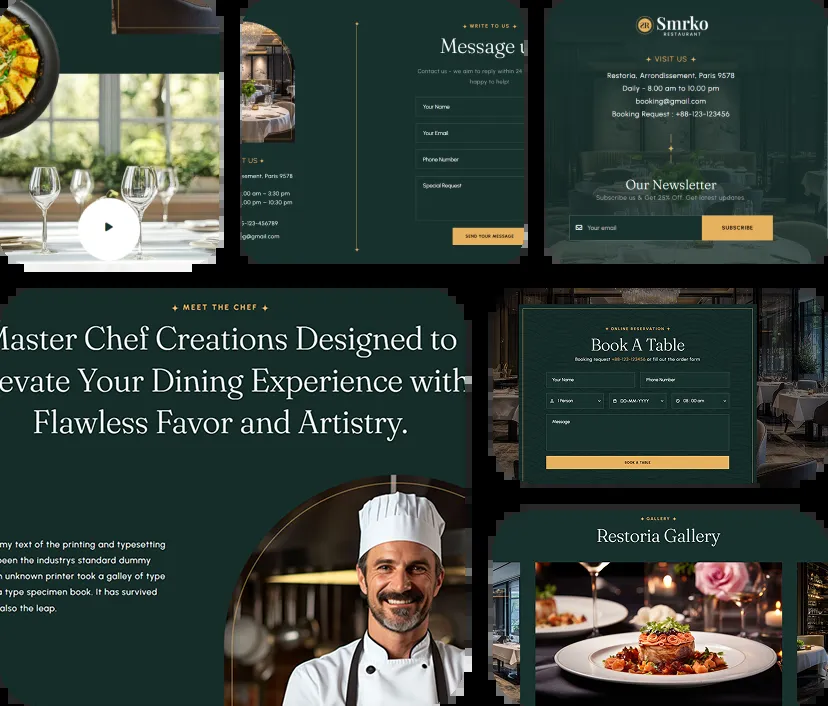 WRITE TO US
Message u
Contact us - we aim to reply within 24
happy to help!
Your Name
Your Email
Phone Number
Special Request
SEND YOUR MESSAGE
T US
sement, Paris 9578
.00 am – 3:30 pm
.00 pm – 10:30 pm
-123-456789
g@gmail.com
SR Smrko
RESTAURANT
VISIT US
Restoria, Arrondissement, Paris 9578
Daily - 8.00 am to 10.00 pm
booking@gmail.com
Booking Request : +88-123-123456
Our Newsletter
Subscribe us & Get 25% Off. Get latest updates.
Your email
SUBSCRIBE
MEET THE CHEF
Master Chef Creations Designed to
evate Your Dining Experience with
Flawless Favor and Artistry.
my text of the printing and typesetting
been the industrys standard dummy
n unknown printer took a galley of type
a type specimen book. It has survived
also the leap.
ONLINE RESERVATION
Book A Table
Booking request +88-123-123456 or fill out the order form
Your Name
Phone Number
1 Person
DD-MM-YYYY
08 : 00 am
Message
BOOK A TABLE
GALLERY
Restoria Gallery